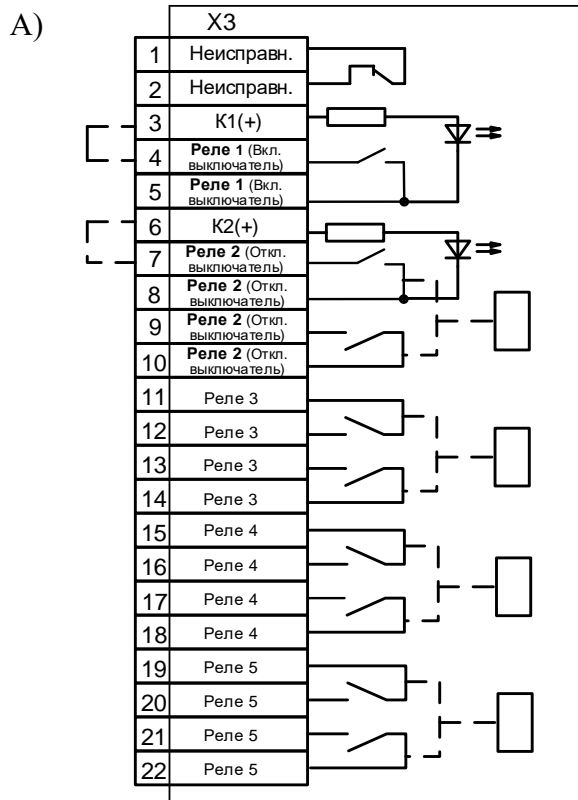 А)
X3
1 Неисправн.
2 Неисправн.
3 К1(+)
4 Реле 1 (Вкл.
выключатель)
5 Реле 1 (Вкл.
выключатель)
6 К2(+)
7 Реле 2 (Откл.
выключатель)
8 Реле 2 (Откл.
выключатель)
9 Реле 2 (Откл.
выключатель)
10 Реле 2 (Откл.
выключатель)
11 Реле 3
12 Реле 3
13 Реле 3
14 Реле 3
15 Реле 4
16 Реле 4
17 Реле 4
18 Реле 4
19 Реле 5
20 Реле 5
21 Реле 5
22 Реле 5